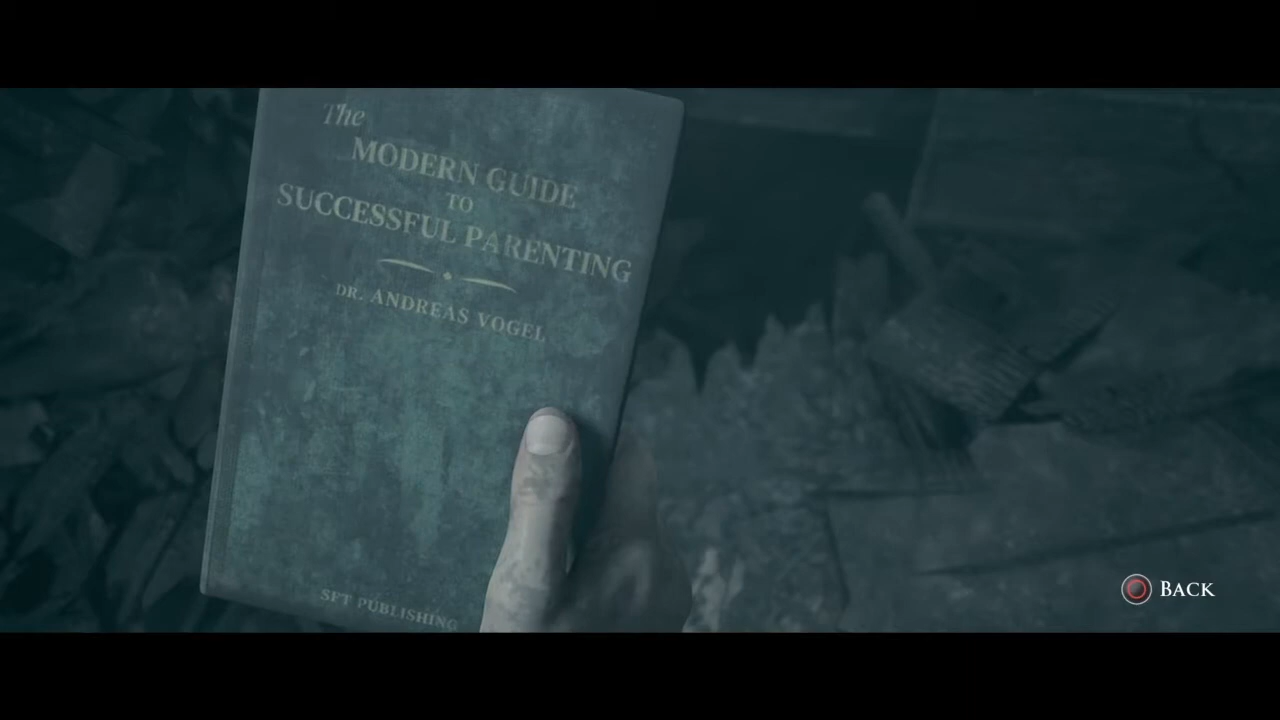 The
MODERN GUIDE
TO
SUCCESSFUL PARENTING
DR. ANDREAS VOGEL
SFT PUBLISHING
BACK